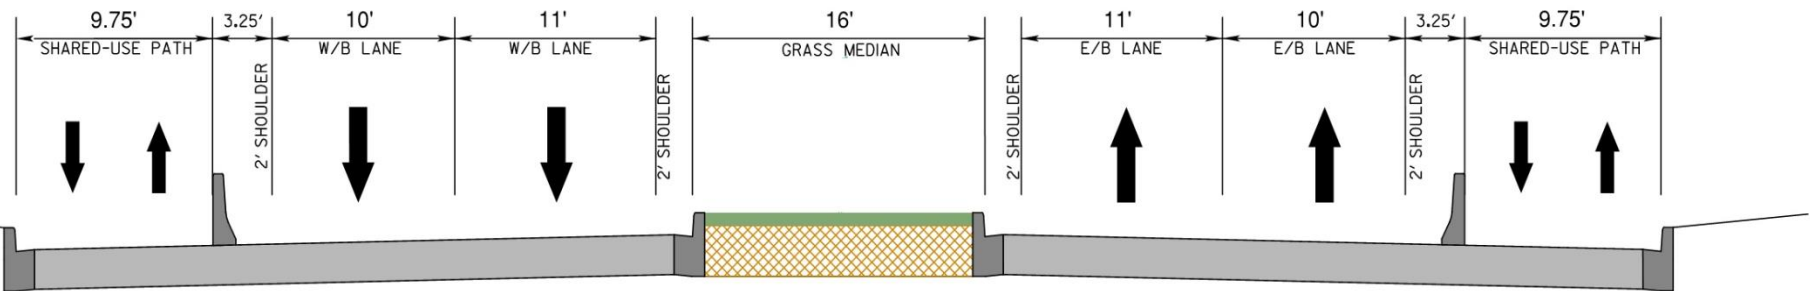 9.75' 3.25' 10' 11' 16' 11' 10' 3.25' 9.75'
SHARED-USE PATH W/B LANE W/B LANE GRASS MEDIAN E/B LANE E/B LANE SHARED-USE PATH
2' SHOULDER
2' SHOULDER
2' SHOULDER
2' SHOULDER